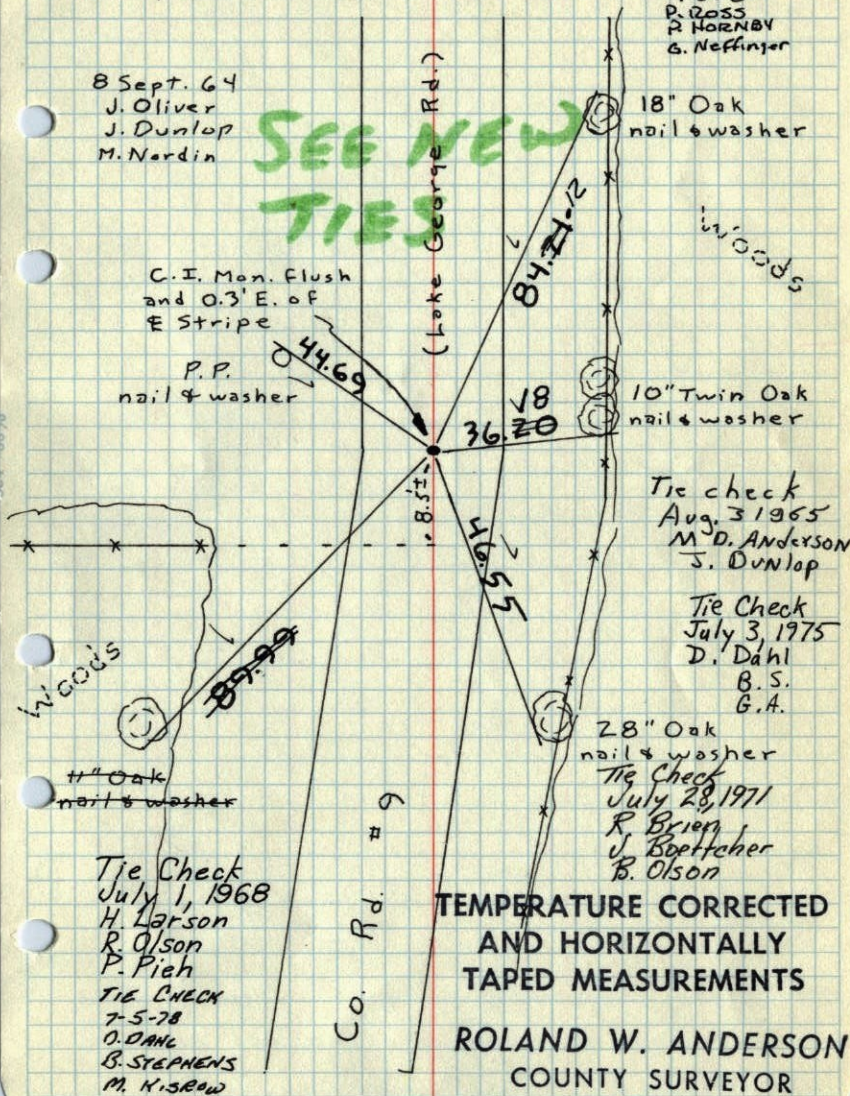 P. ROSS
P. HORNBY
G. Neffinger
8 Sept. 64
J. Oliver
J. Dunlop
M. Nordin
SEE NEW
TIES
(Lake George Rd.)
18" Oak
nail & washer
84.21 .12
Woods
C.I. Mon. flush
and 0.3' E. of
℄ Stripe
44.69
P.P.
nail & washer
36.20 18
10" Twin Oak
nail & washer
8.5'±
46.55
Tie check
Aug. 3 1965
M D. Anderson
J. Dunlop
Tie Check
July 3, 1975
D. Dahl
B.S.
G.A.
Woods
89.99
11" Oak
nail & washer
28" Oak
nail & washer
Tie Check
July 28, 1971
R. Brien
J. Boettcher
B. Olson
Co. Rd. #9
Tie Check
July 1, 1968
H. Larson
R. Olson
P. Pieh
TIE CHECK
7-5-78
D. DAHL
B. STEPHENS
M. KISROW
TEMPERATURE CORRECTED
AND HORIZONTALLY
TAPED MEASUREMENTS
ROLAND W. ANDERSON
COUNTY SURVEYOR